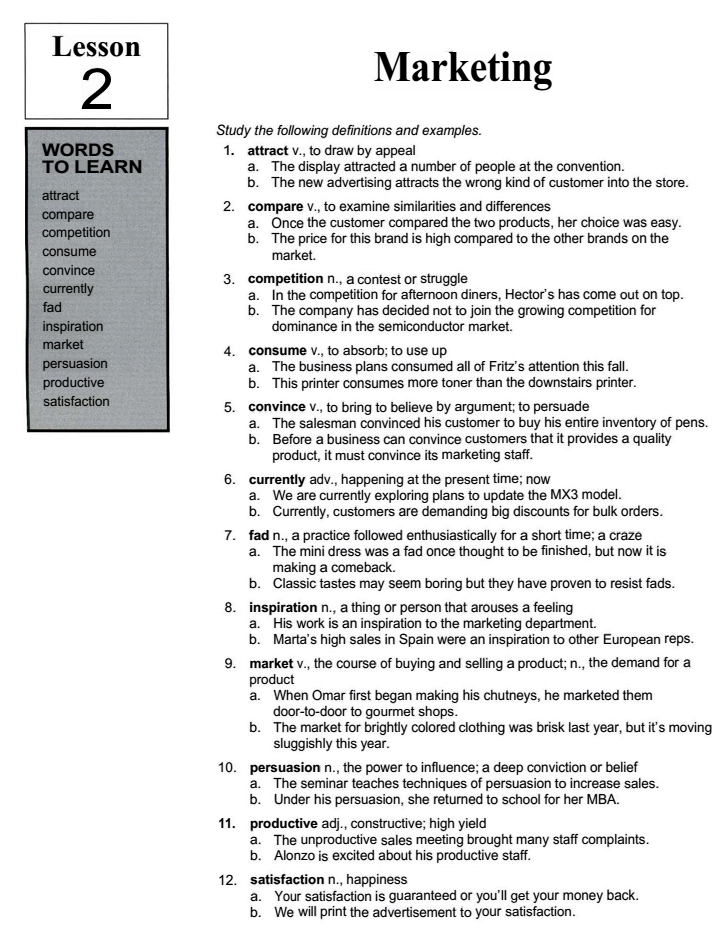 Lesson
2
Marketing
WORDS
TO LEARN
attract
compare
competition
consume
convince
currently
fad
inspiration
market
persuasion
productive
satisfaction
Study the following definitions and examples.
1. attract v., to draw by appeal
a. The display attracted a number of people at the convention.
b. The new advertising attracts the wrong kind of customer into the store.
2. compare v., to examine similarities and differences
a. Once the customer compared the two products, her choice was easy.
b. The price for this brand is high compared to the other brands on the
market.
3. competition n., a contest or struggle
a. In the competition for afternoon diners, Hector's has come out on top.
b. The company has decided not to join the growing competition for
dominance in the semiconductor market.
4. consume v., to absorb; to use up
a. The business plans consumed all of Fritz's attention this fall.
b. This printer consumes more toner than the downstairs printer.
5. convince v., to bring to believe by argument; to persuade
a. The salesman convinced his customer to buy his entire inventory of pens.
b. Before a business can convince customers that it provides a quality
product, it must convince its marketing staff.
6. currently adv., happening at the present time; now
a. We are currently exploring plans to update the MX3 model.
b. Currently, customers are demanding big discounts for bulk orders.
7. fad n., a practice followed enthusiastically for a short time; a craze
a. The mini dress was a fad once thought to be finished, but now it is
making a comeback.
b. Classic tastes may seem boring but they have proven to resist fads.
8. inspiration n., a thing or person that arouses a feeling
a. His work is an inspiration to the marketing department.
b. Marta's high sales in Spain were an inspiration to other European reps.
9. market v., the course of buying and selling a product; n., the demand for a
product
a. When Omar first began making his chutneys, he marketed them
door-to-door to gourmet shops.
b. The market for brightly colored clothing was brisk last year, but it's moving
sluggishly this year.
10. persuasion n., the power to influence; a deep conviction or belief
a. The seminar teaches techniques of persuasion to increase sales.
b. Under his persuasion, she returned to school for her MBA.
11. productive adj., constructive; high yield
a. The unproductive sales meeting brought many staff complaints.
b. Alonzo is excited about his productive staff.
12. satisfaction n., happiness
a. Your satisfaction is guaranteed or you'll get your money back.
b. We will print the advertisement to your satisfaction.